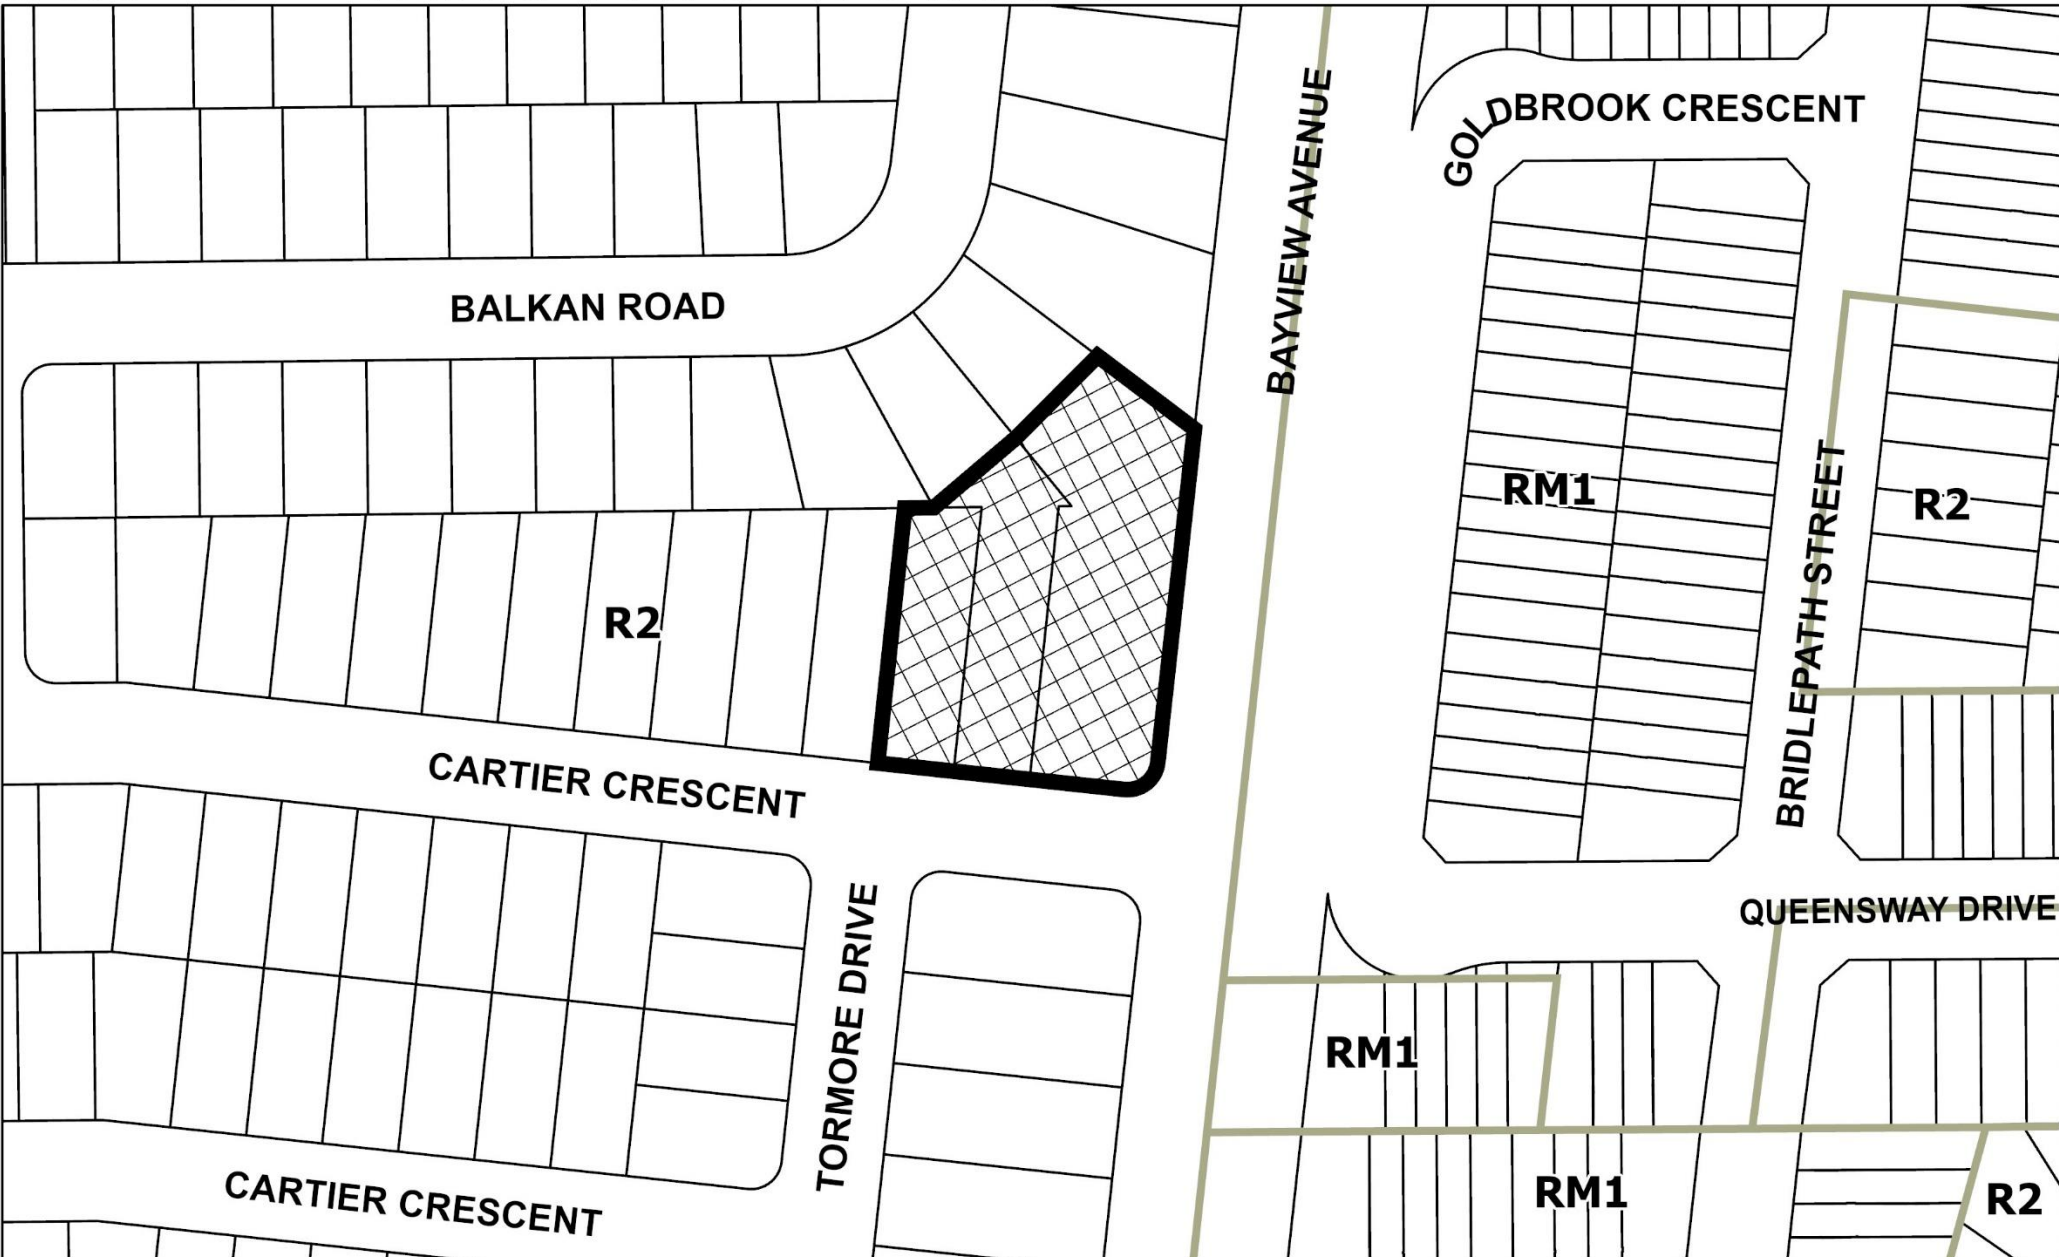 GOLDBROOK CRESCENT
BAYVIEW AVENUE
BALKAN ROAD
RM1
R2
BRIDLEPATH STREET
R2
CARTIER CRESCENT
QUEENSWAY DRIVE
TORMORE DRIVE
RM1
CARTIER CRESCENT
RM1
R2